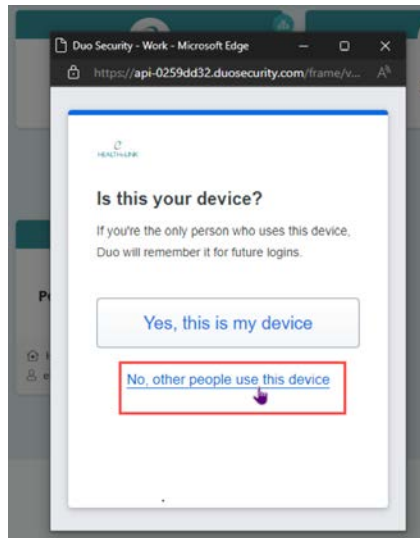 Duo Security - Work - Microsoft Edge
https://api-0259dd32.duosecurity.com/frame/v...
HEALTHeLINK
Is this your device?
If you're the only person who uses this device,
Duo will remember it for future logins.
Yes, this is my device
No, other people use this device